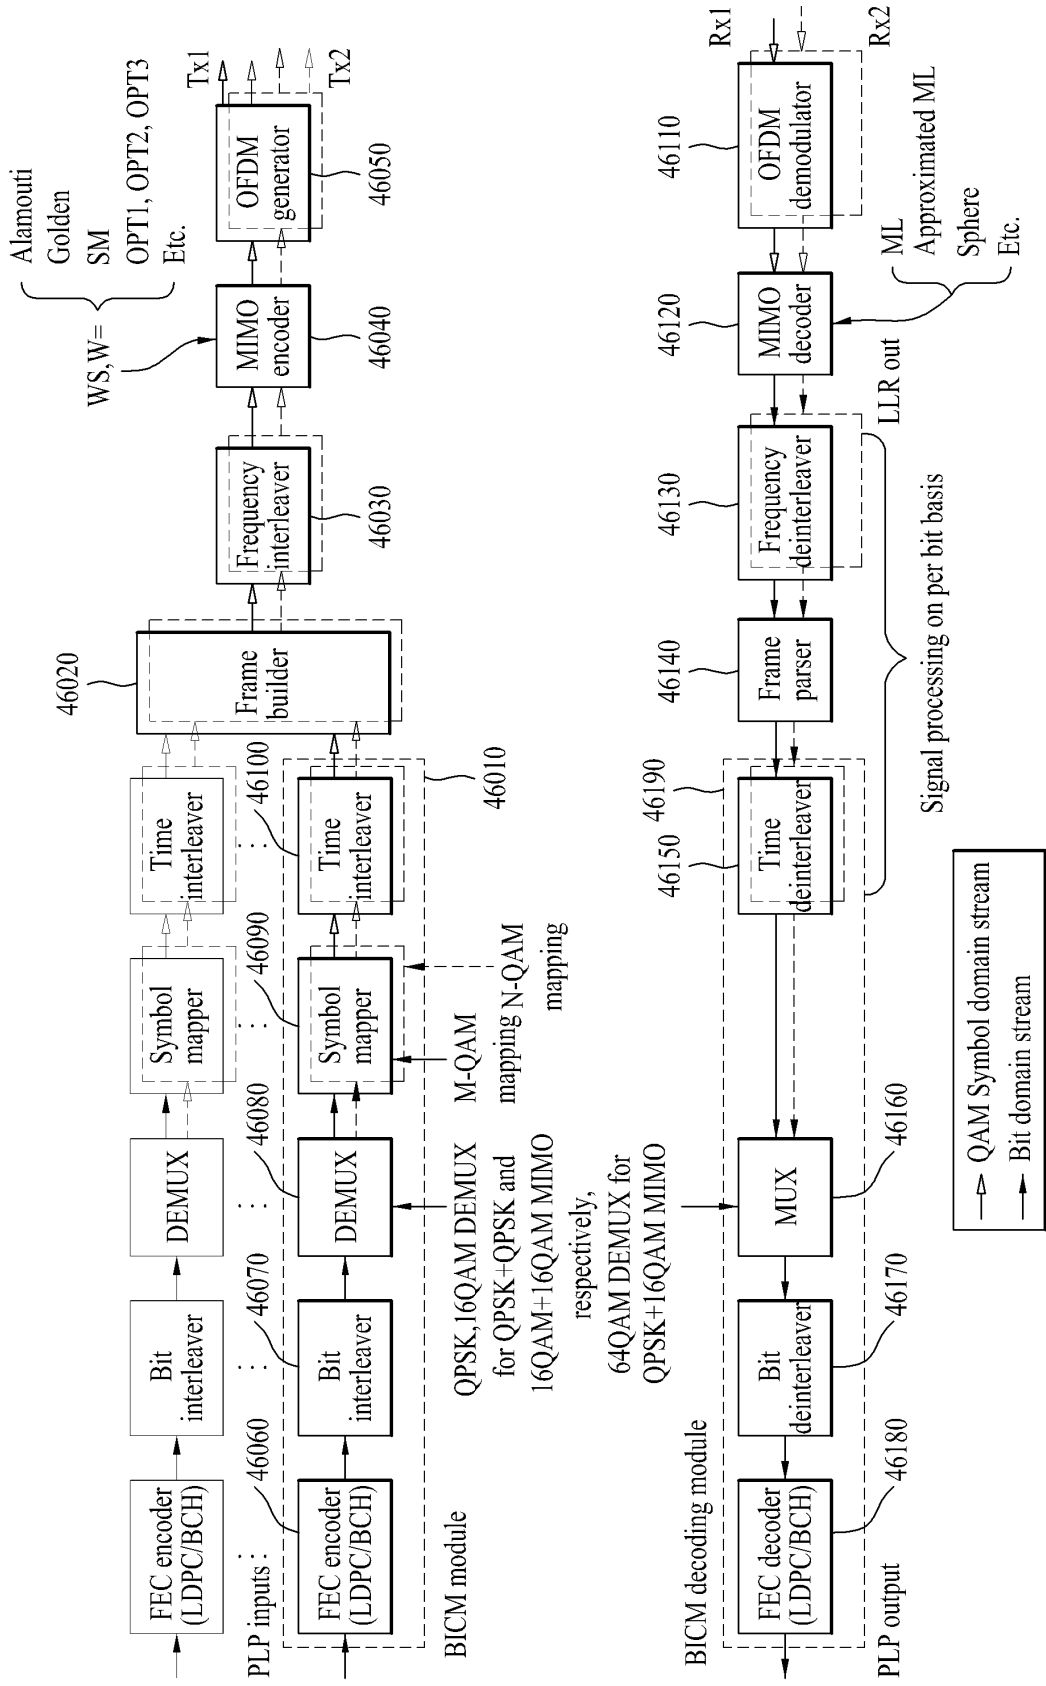 Alamouti
Golden
SM
OPT1, OPT2, OPT3
Etc.
WS,W=
FEC encoder
(LDPC/BCH)
Bit
interleaver
DEMUX
Symbol
mapper
Time
interleaver
46020
Frame
builder
Frequency
interleaver
46030
MIMO
encoder
46040
OFDM
generator
46050
Tx1
Tx2
PLP inputs
46060
46070
46080
46090
46100
FEC encoder
(LDPC/BCH)
Bit
interleaver
DEMUX
Symbol
mapper
Time
interleaver
46010
BICM module
QPSK,16QAM DEMUX
for QPSK+QPSK and
16QAM+16QAM MIMO
respectively,
64QAM DEMUX for
QPSK+16QAM MIMO
M-QAM
mapping
N-QAM
mapping
BICM decoding module
46190
46150
46140
46130
46120
46110
FEC decoder
(LDPC/BCH)
Bit
deinterleaver
MUX
Time
deinterleaver
Frame
parser
Frequency
deinterleaver
MIMO
decoder
OFDM
demodulator
Rx1
Rx2
46180
46170
46160
PLP output
LLR out
ML
Approximated ML
Sphere
Etc.
Signal processing on per bit basis
QAM Symbol domain stream
Bit domain stream